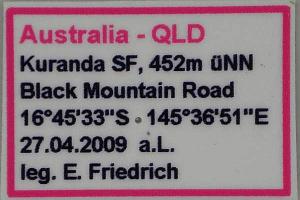 Australia - QLD
Kuranda SF, 452m üNN
Black Mountain Road
16°45'33"S - 145°36'51"E
27.04.2009 a.L.
leg. E. Friedrich